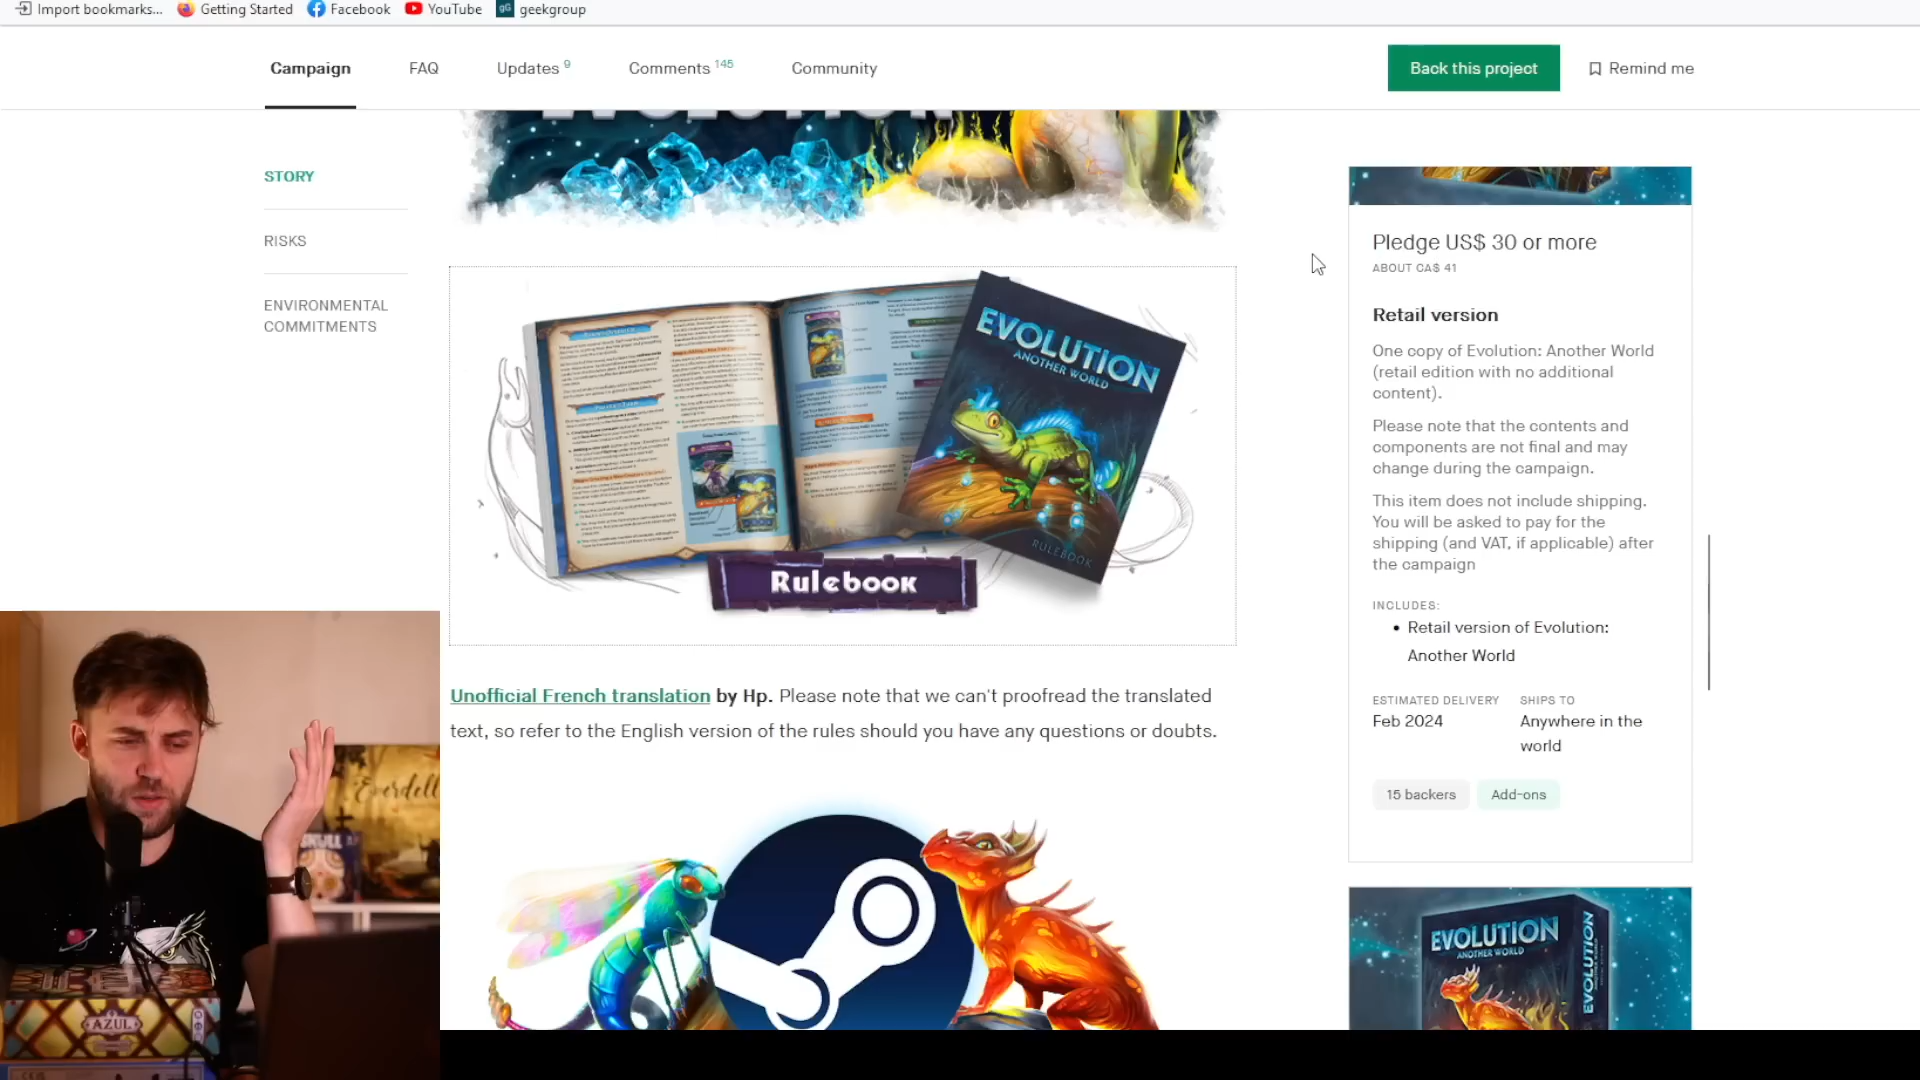 Import bookmarks...
Getting Started
Facebook
YouTube
gG
geekgroup
Campaign
FAQ
Updates 9
Comments 145
Community
Back this project
Remind me
STORY
RISKS
ENVIRONMENTAL
COMMITMENTS
EVOLUTION
EVOLUTION
ANOTHER WORLD
RULEBOOK
Rulebook
Unofficial French translation by Hp. Please note that we can't proofread the translated
text, so refer to the English version of the rules should you have any questions or doubts.
Pledge US$ 30 or more
ABOUT CA$ 41
Retail version
One copy of Evolution: Another World
(retail edition with no additional
content).
Please note that the contents and
components are not final and may
change during the campaign.
This item does not include shipping.
You will be asked to pay for the
shipping (and VAT, if applicable) after
the campaign
INCLUDES:
• Retail version of Evolution:
Another World
ESTIMATED DELIVERY
Feb 2024
SHIPS TO
Anywhere in the
world
15 backers
Add-ons
EVOLUTION
ANOTHER WORLD
EVOLUTION
Everdell
AZUL